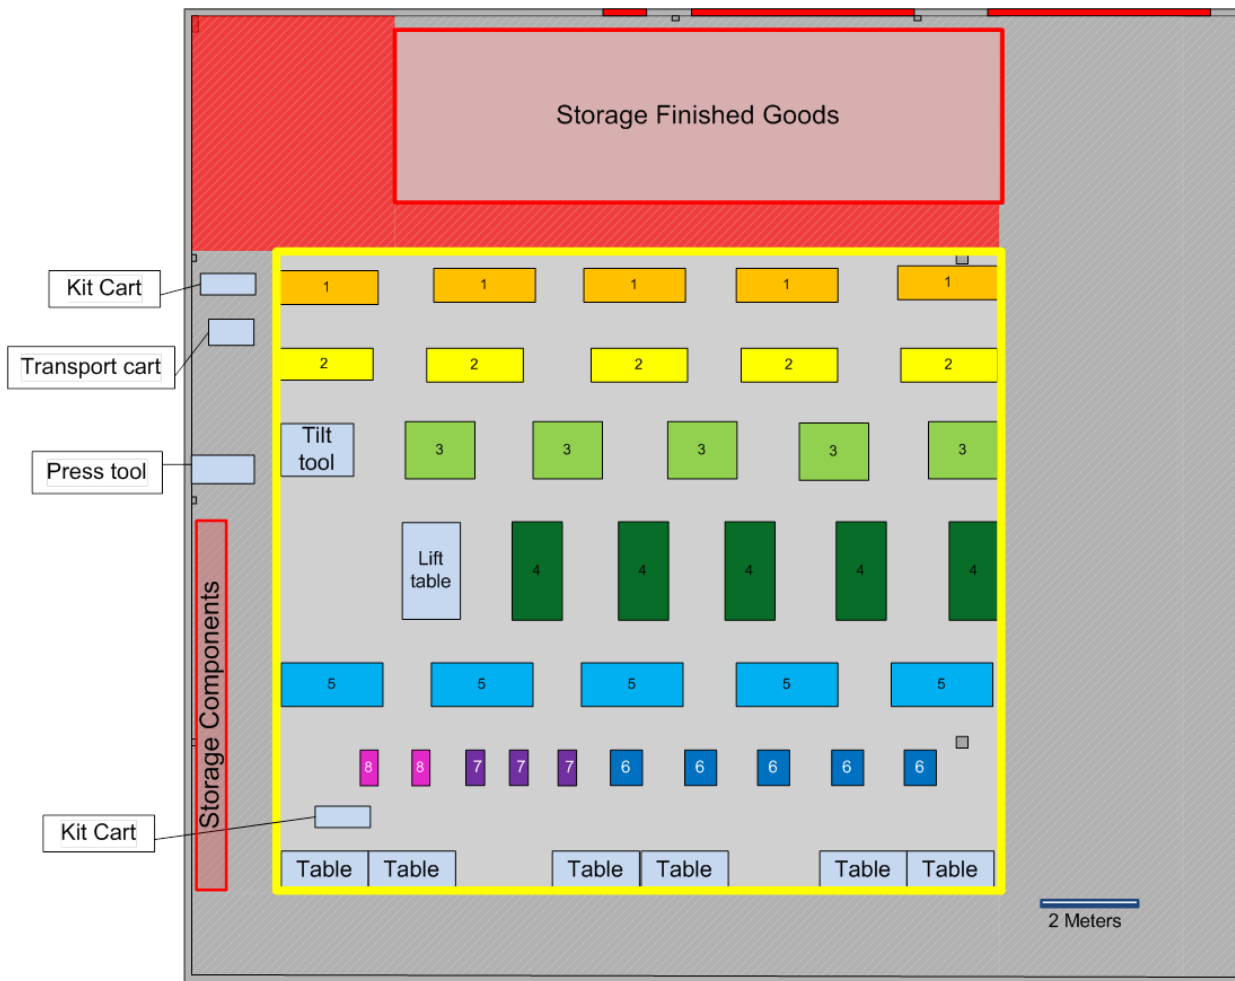 Storage Finished Goods
Kit Cart
1 1 1 1 1
Transport cart
2 2 2 2 2
Tilt
tool
3 3 3 3 3
Press tool
Lift
table
4 4 4 4 4
Storage Components
5 5 5 5 5
8 8 7 7 7 6 6 6 6 6
Kit Cart
Table Table Table Table Table Table
2 Meters